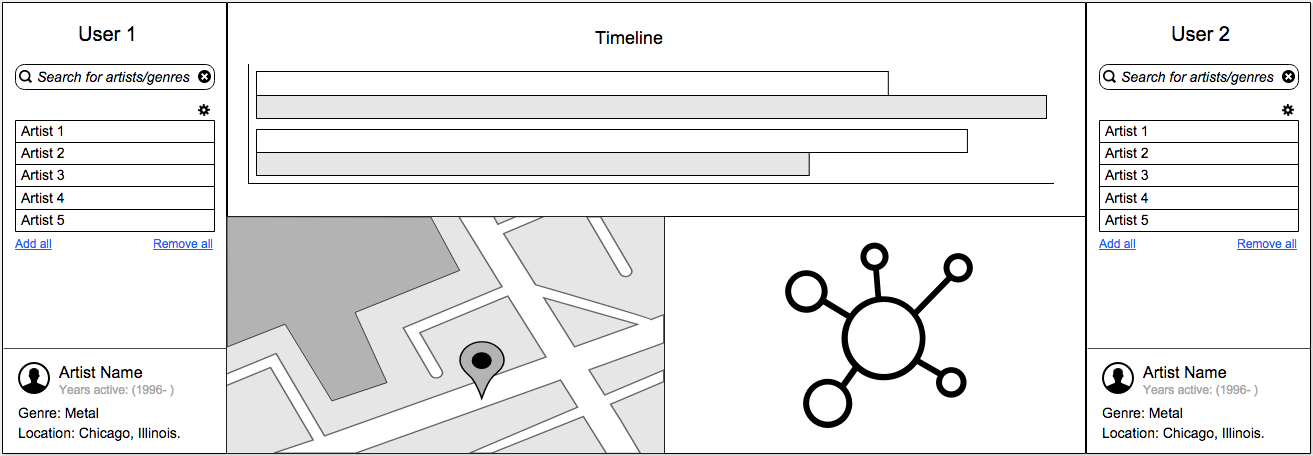 User 1
Search for artists/genres
Artist 1
Artist 2
Artist 3
Artist 4
Artist 5
Add all
Remove all
Artist Name
Years active: (1996- )
Genre: Metal
Location: Chicago, Illinois.
Timeline
User 2
Search for artists/genres
Artist 1
Artist 2
Artist 3
Artist 4
Artist 5
Add all
Remove all
Artist Name
Years active: (1996- )
Genre: Metal
Location: Chicago, Illinois.